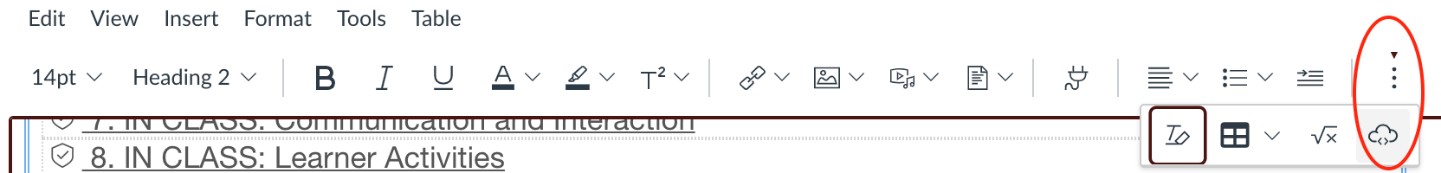 Edit View Insert Format Tools Table
14pt Heading 2 B I U A T²
7. IN CLASS: Communication and Interaction
8. IN CLASS: Learner Activities
√x